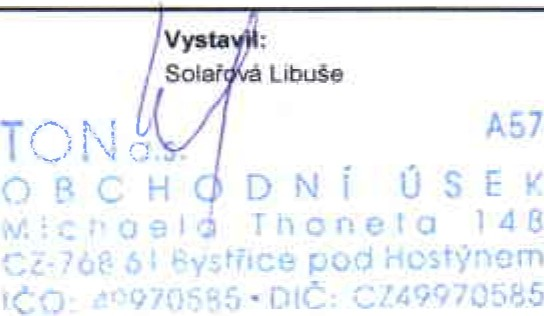 Vystavil:
Solařová Libuše
TON a.s.
A57
OBCHODNÍ ÚSEK
Michaela Thoneta 148
CZ-768 61 Bystřice pod Hostýnem
IČO: 49970585 • DIČ: CZ49970585